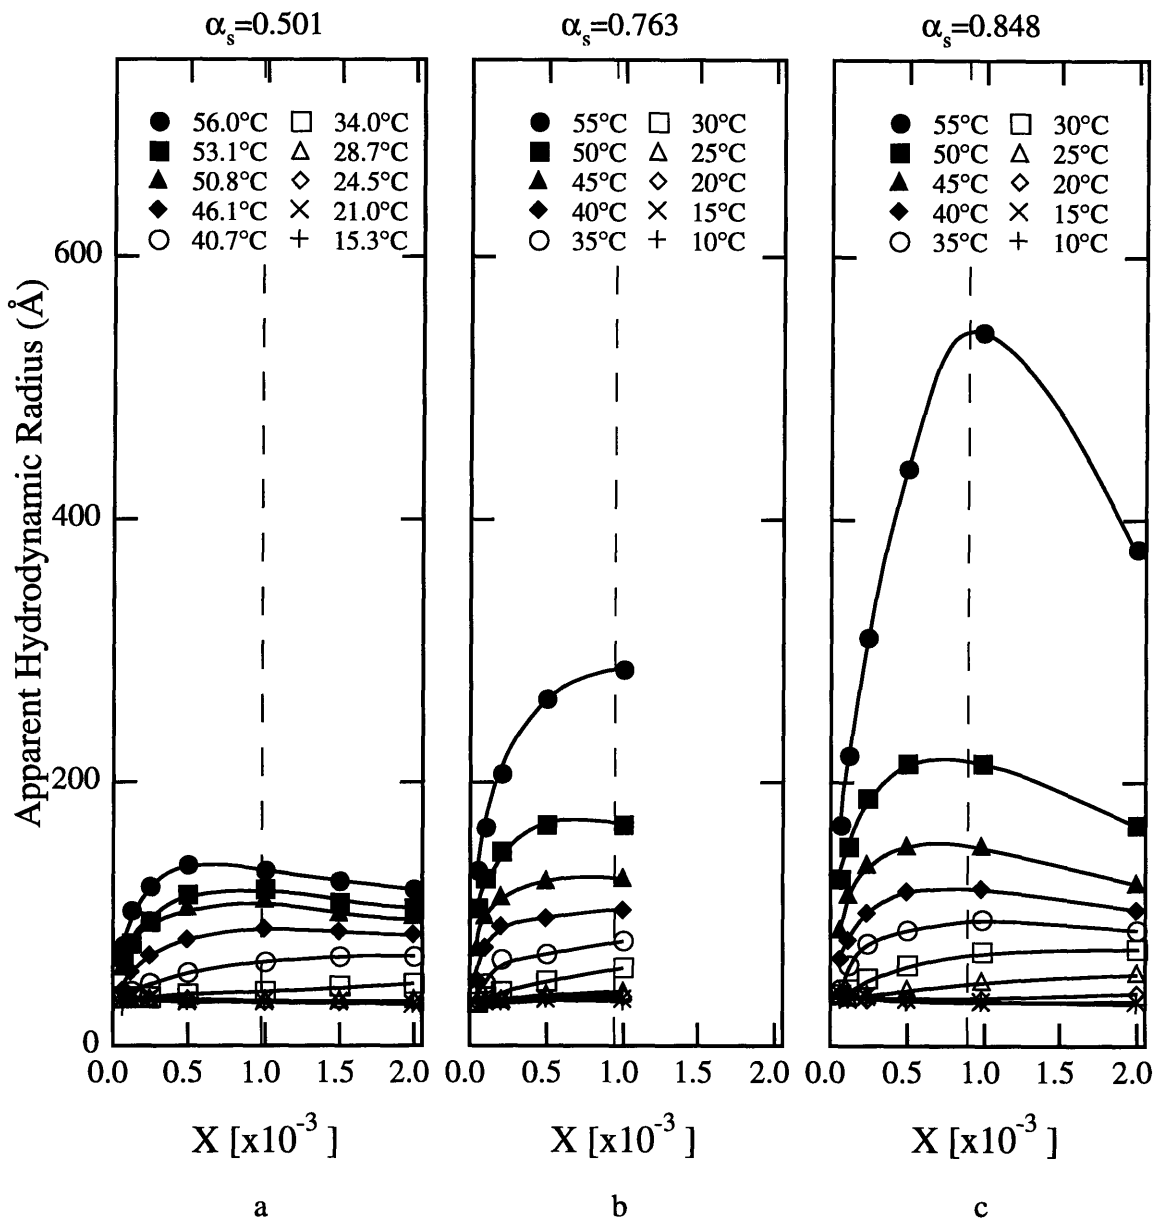 αs=0.501 αs=0.763 αs=0.848
56.0°C 34.0°C
53.1°C 28.7°C
50.8°C 24.5°C
46.1°C 21.0°C
40.7°C 15.3°C
55°C 30°C
50°C 25°C
45°C 20°C
40°C 15°C
35°C 10°C
55°C 30°C
50°C 25°C
45°C 20°C
40°C 15°C
35°C 10°C
Apparent Hydrodynamic Radius (Å)
600
400
200
0
0.0 0.5 1.0 1.5 2.0 0.0 0.5 1.0 1.5 2.0 0.0 0.5 1.0 1.5 2.0
X [x10-3 ] X [x10-3 ] X [x10-3 ]
a b c